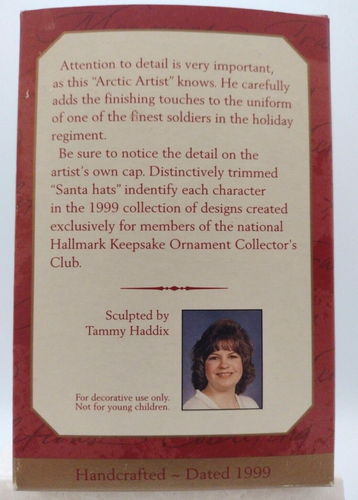 Attention to detail is very important,
as this “Arctic Artist” knows. He carefully
adds the finishing touches to the uniform
of one of the finest soldiers in the holiday
regiment.
Be sure to notice the detail on the
artist’s own cap. Distinctively trimmed
“Santa hats” indentify each character
in the 1999 collection of designs created
exclusively for members of the national
Hallmark Keepsake Ornament Collector’s
Club.
Sculpted by
Tammy Haddix
For decorative use only.
Not for young children.
Handcrafted ~ Dated 1999